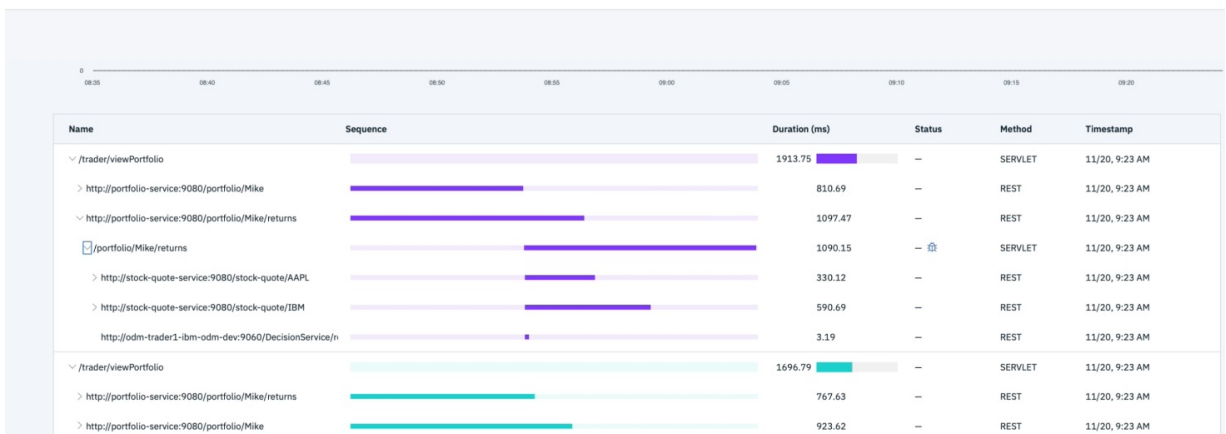 0
08:35 08:40 08:45 08:50 08:55 09:00 09:05 09:10 09:15 09:20
Name Sequence Duration (ms) Status Method Timestamp
/trader/viewPortfolio 1913.75 – SERVLET 11/20, 9:23 AM
http://portfolio-service:9080/portfolio/Mike 810.69 – REST 11/20, 9:23 AM
http://portfolio-service:9080/portfolio/Mike/returns 1097.47 – REST 11/20, 9:23 AM
/portfolio/Mike/returns 1090.15 – SERVLET 11/20, 9:23 AM
http://stock-quote-service:9080/stock-quote/AAPL 330.12 – REST 11/20, 9:23 AM
http://stock-quote-service:9080/stock-quote/IBM 590.69 – REST 11/20, 9:23 AM
http://odm-trader1-ibm-odm-dev:9060/DecisionService/r 3.19 – REST 11/20, 9:23 AM
/trader/viewPortfolio 1696.79 – SERVLET 11/20, 9:23 AM
http://portfolio-service:9080/portfolio/Mike/returns 767.63 – REST 11/20, 9:23 AM
http://portfolio-service:9080/portfolio/Mike 923.62 – REST 11/20, 9:23 AM